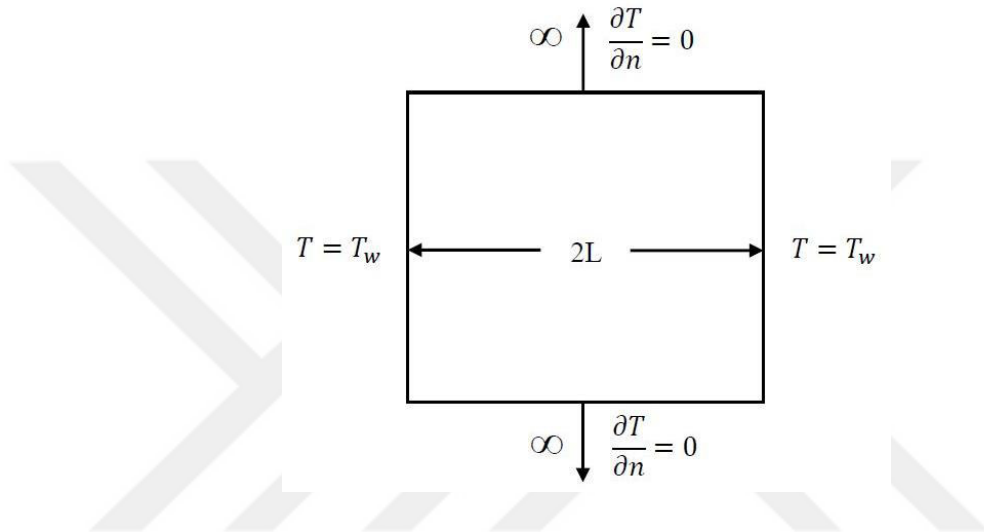 ∞ ∂T/∂n = 0
T = T_w 2L T = T_w
∞ ∂T/∂n = 0